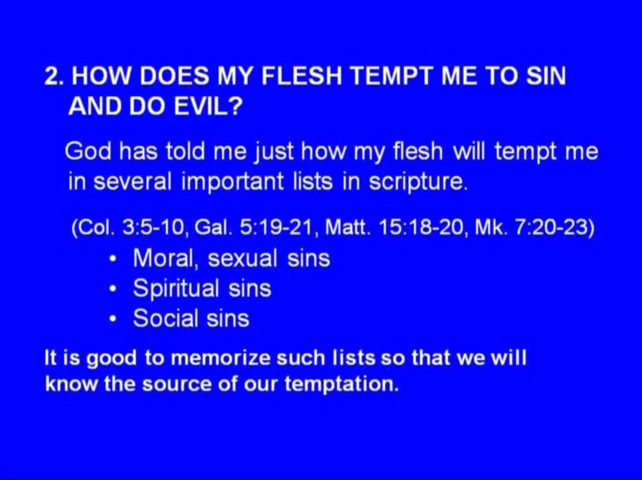 2. HOW DOES MY FLESH TEMPT ME TO SIN
AND DO EVIL?
God has told me just how my flesh will tempt me
in several important lists in scripture.
(Col. 3:5-10, Gal. 5:19-21, Matt. 15:18-20, Mk. 7:20-23)
• Moral, sexual sins
• Spiritual sins
• Social sins
It is good to memorize such lists so that we will
know the source of our temptation.